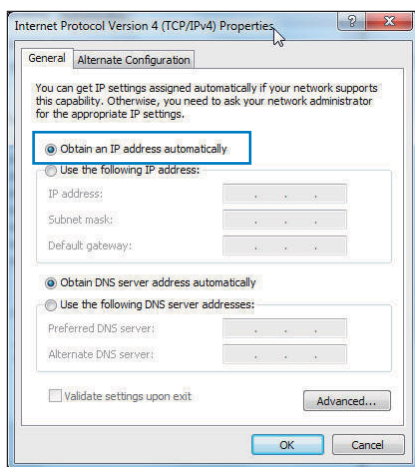 Internet Protocol Version 4 (TCP/IPv4) Properties
General
Alternate Configuration
You can get IP settings assigned automatically if your network supports
this capability. Otherwise, you need to ask your network administrator
for the appropriate IP settings.
Obtain an IP address automatically
Use the following IP address:
IP address:
Subnet mask:
Default gateway:
Obtain DNS server address automatically
Use the following DNS server addresses:
Preferred DNS server:
Alternate DNS server:
Validate settings upon exit
Advanced...
OK
Cancel